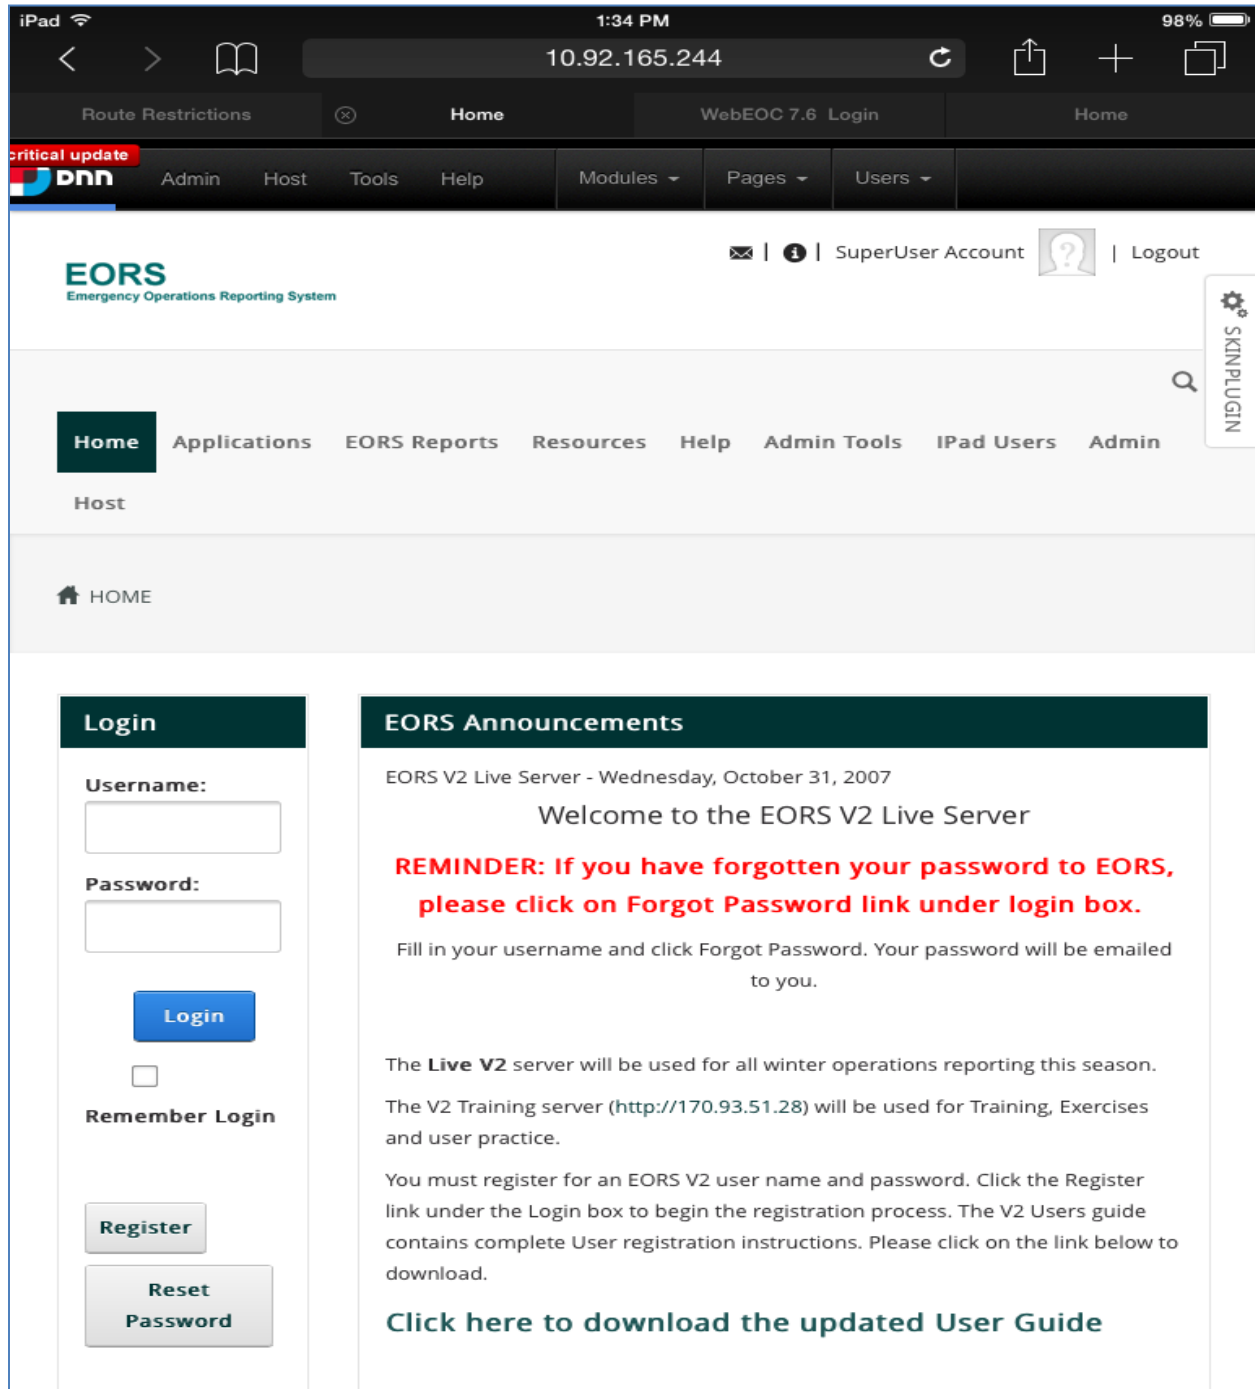 iPad 1:34 PM 98%
10.92.165.244
Route Restrictions Home WebEOC 7.6 Login Home
critical update
DNN Admin Host Tools Help Modules Pages Users
SuperUser Account | Logout
EORS
Emergency Operations Reporting System
SKINPLUGIN
Home Applications EORS Reports Resources Help Admin Tools IPad Users Admin
Host
HOME
Login
Username:
Password:
Login
Remember Login
Register
Reset
Password
EORS Announcements
EORS V2 Live Server - Wednesday, October 31, 2007
Welcome to the EORS V2 Live Server
REMINDER: If you have forgotten your password to EORS,
please click on Forgot Password link under login box.
Fill in your username and click Forgot Password. Your password will be emailed
to you.
The Live V2 server will be used for all winter operations reporting this season.
The V2 Training server (http://170.93.51.28) will be used for Training, Exercises
and user practice.
You must register for an EORS V2 user name and password. Click the Register
link under the Login box to begin the registration process. The V2 Users guide
contains complete User registration instructions. Please click on the link below to
download.
Click here to download the updated User Guide